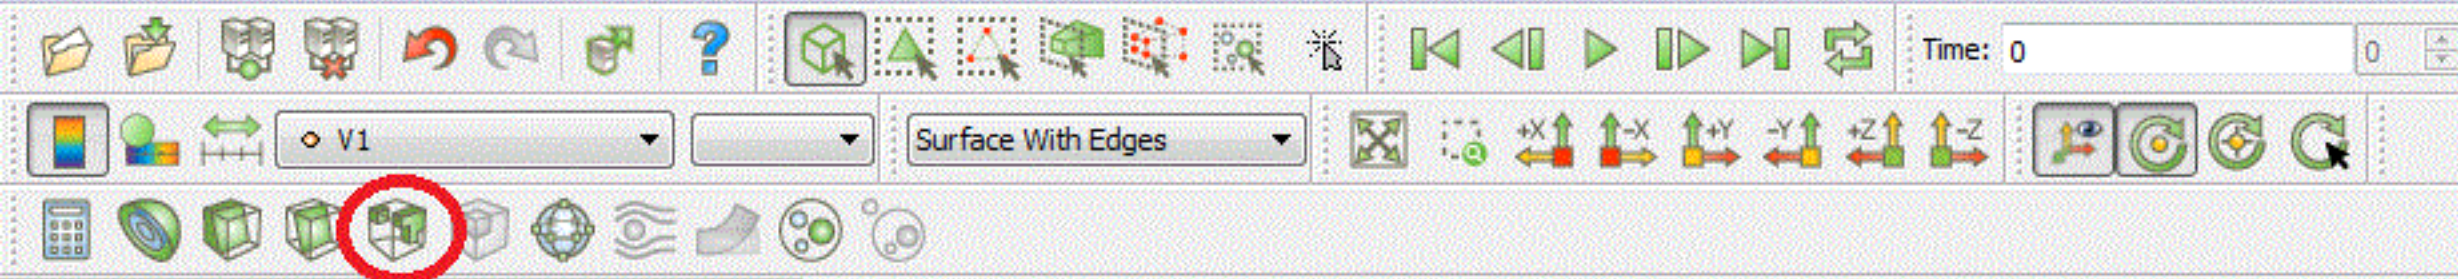 ? Time: 0 0
V1 Surface With Edges +X -X +Y -Y +Z -Z